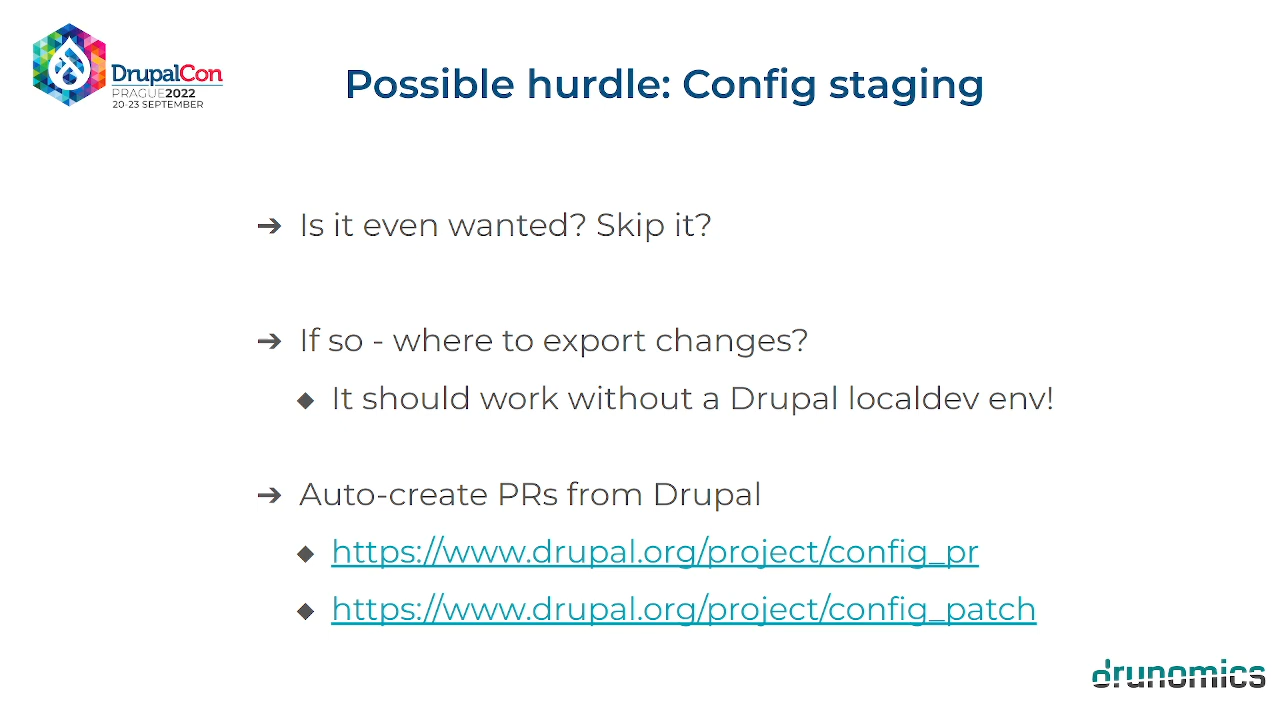 DrupalCon
PRAGUE2022
20-23 SEPTEMBER
Possible hurdle: Config staging
➔ Is it even wanted? Skip it?
➔ If so - where to export changes?
◆ It should work without a Drupal localdev env!
➔ Auto-create PRs from Drupal
◆ https://www.drupal.org/project/config_pr
◆ https://www.drupal.org/project/config_patch
drunomics